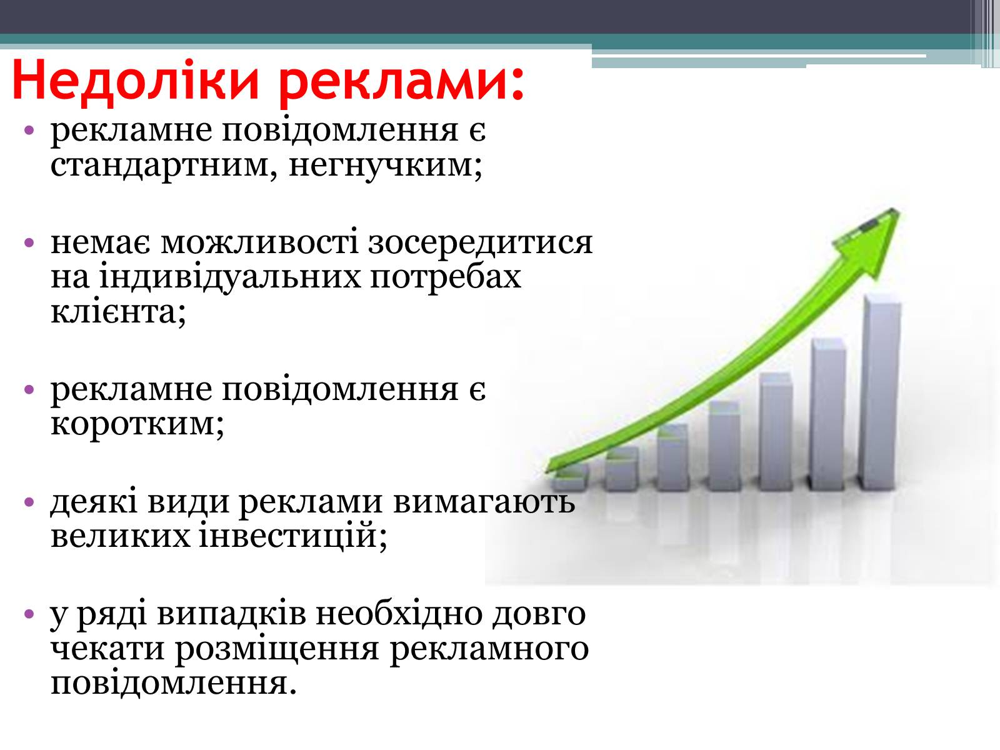 Недоліки реклами:
• рекламне повідомлення є
стандартним, негнучким;
• немає можливості зосередитися
на індивідуальних потребах
клієнта;
• рекламне повідомлення є
коротким;
• деякі види реклами вимагають
великих інвестицій;
• у ряді випадків необхідно довго
чекати розміщення рекламного
повідомлення.